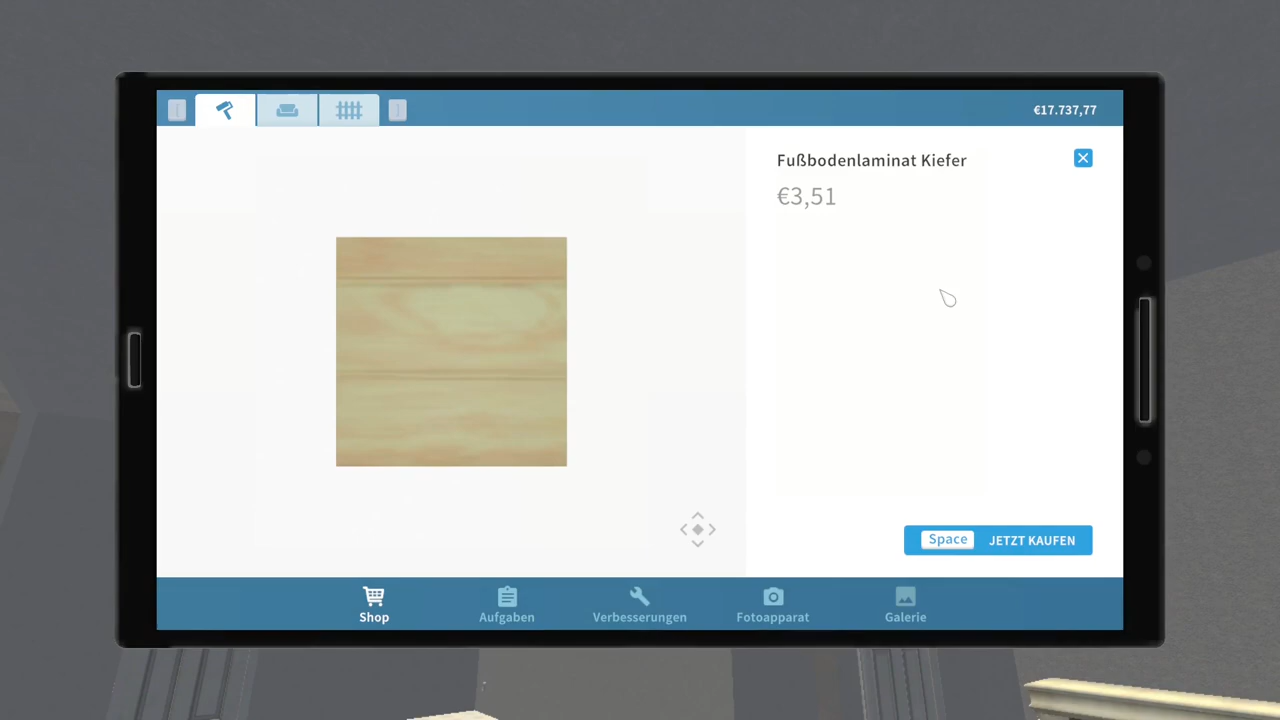 €17.737,77
Fußbodenlaminat Kiefer
€3,51
Space JETZT KAUFEN
Shop
Aufgaben
Verbesserungen
Fotoapparat
Galerie